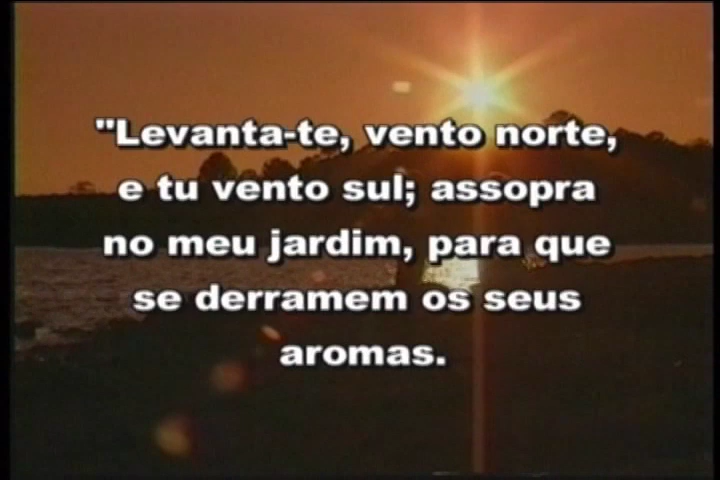 "Levanta-te, vento norte,
e tu vento sul; assopra
no meu jardim, para que
se derramem os seus
aromas.